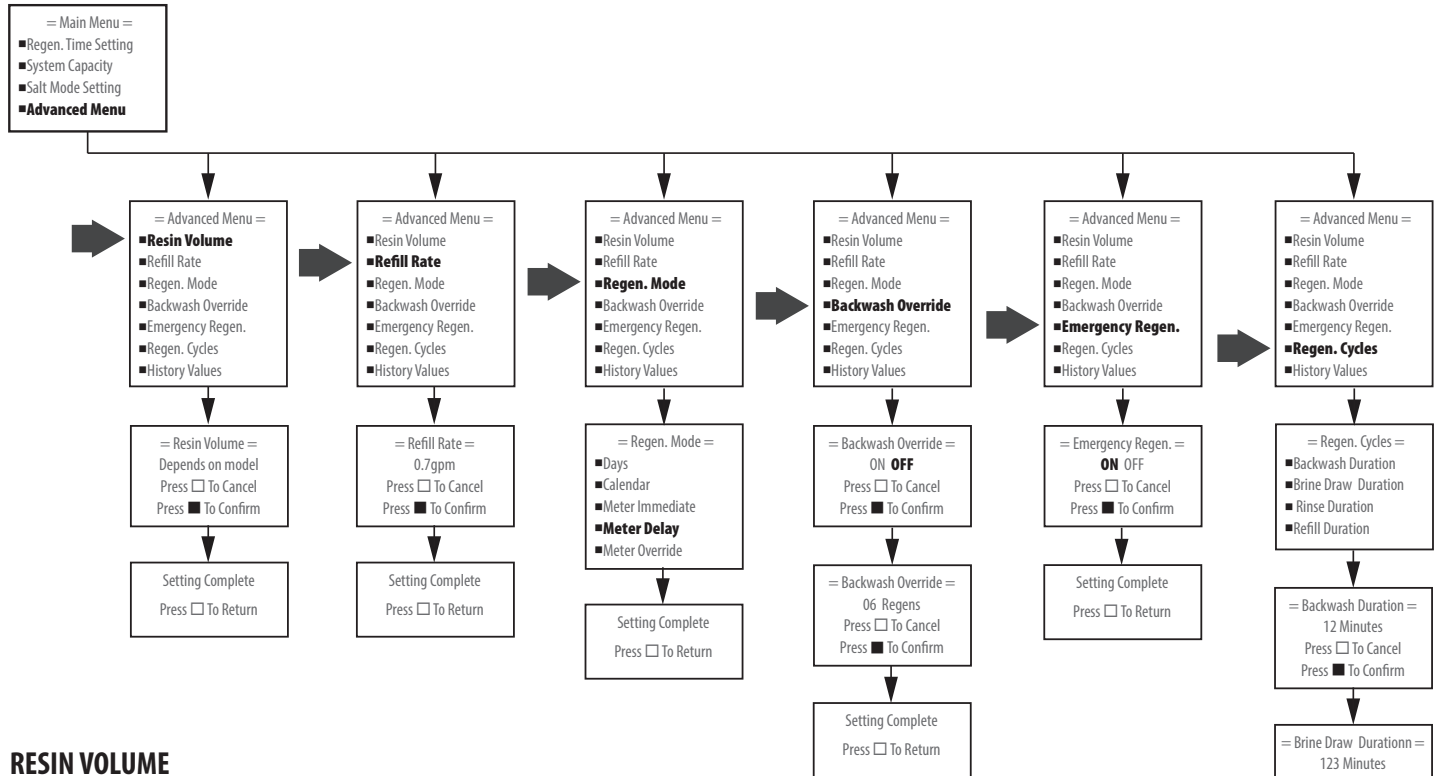 = Main Menu =
■Regen. Time Setting
■System Capacity
■Salt Mode Setting
■Advanced Menu
= Advanced Menu =
■Resin Volume
■Refill Rate
■Regen. Mode
■Backwash Override
■Emergency Regen.
■Regen. Cycles
■History Values
= Resin Volume =
Depends on model
Press □ To Cancel
Press ■ To Confirm
Setting Complete
Press □ To Return
= Advanced Menu =
■Resin Volume
■Refill Rate
■Regen. Mode
■Backwash Override
■Emergency Regen.
■Regen. Cycles
■History Values
= Refill Rate =
0.7gpm
Press □ To Cancel
Press ■ To Confirm
Setting Complete
Press □ To Return
= Advanced Menu =
■Resin Volume
■Refill Rate
■Regen. Mode
■Backwash Override
■Emergency Regen.
■Regen. Cycles
■History Values
= Regen. Mode =
■Days
■Calendar
■Meter Immediate
■Meter Delay
■Meter Override
Setting Complete
Press □ To Return
= Advanced Menu =
■Resin Volume
■Refill Rate
■Regen. Mode
■Backwash Override
■Emergency Regen.
■Regen. Cycles
■History Values
= Backwash Override =
ON OFF
Press □ To Cancel
Press ■ To Confirm
= Backwash Override =
06 Regens
Press □ To Cancel
Press ■ To Confirm
Setting Complete
Press □ To Return
= Advanced Menu =
■Resin Volume
■Refill Rate
■Regen. Mode
■Backwash Override
■Emergency Regen.
■Regen. Cycles
■History Values
= Emergency Regen. =
ON OFF
Press □ To Cancel
Press ■ To Confirm
Setting Complete
Press □ To Return
= Advanced Menu =
■Resin Volume
■Refill Rate
■Regen. Mode
■Backwash Override
■Emergency Regen.
■Regen. Cycles
■History Values
= Regen. Cycles =
■Backwash Duration
■Brine Draw Duration
■ Rinse Duration
■Refill Duration
= Backwash Duration =
12 Minutes
Press □ To Cancel
Press ■ To Confirm
= Brine Draw Durationn =
123 Minutes
RESIN VOLUME